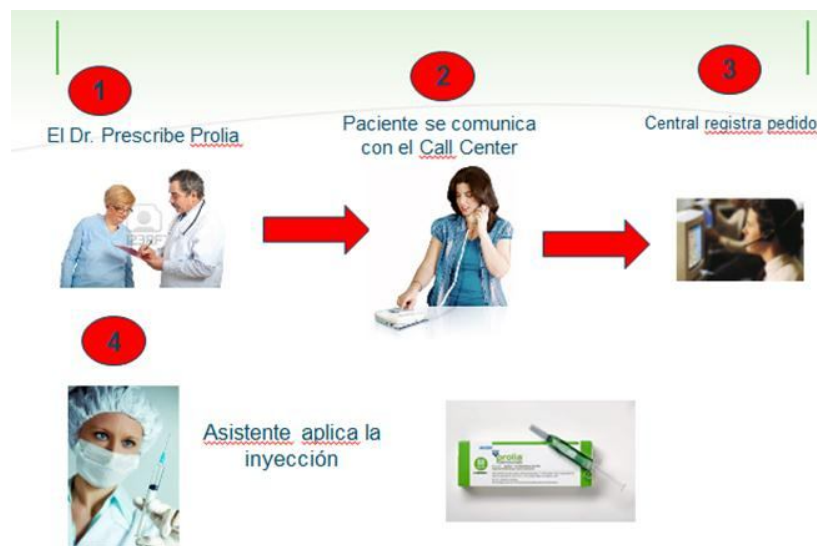 1
El Dr. Prescribe Prolia
2
Paciente se comunica
con el Call Center
3
Central registra pedido
4
Asistente aplica la
inyección
prolia